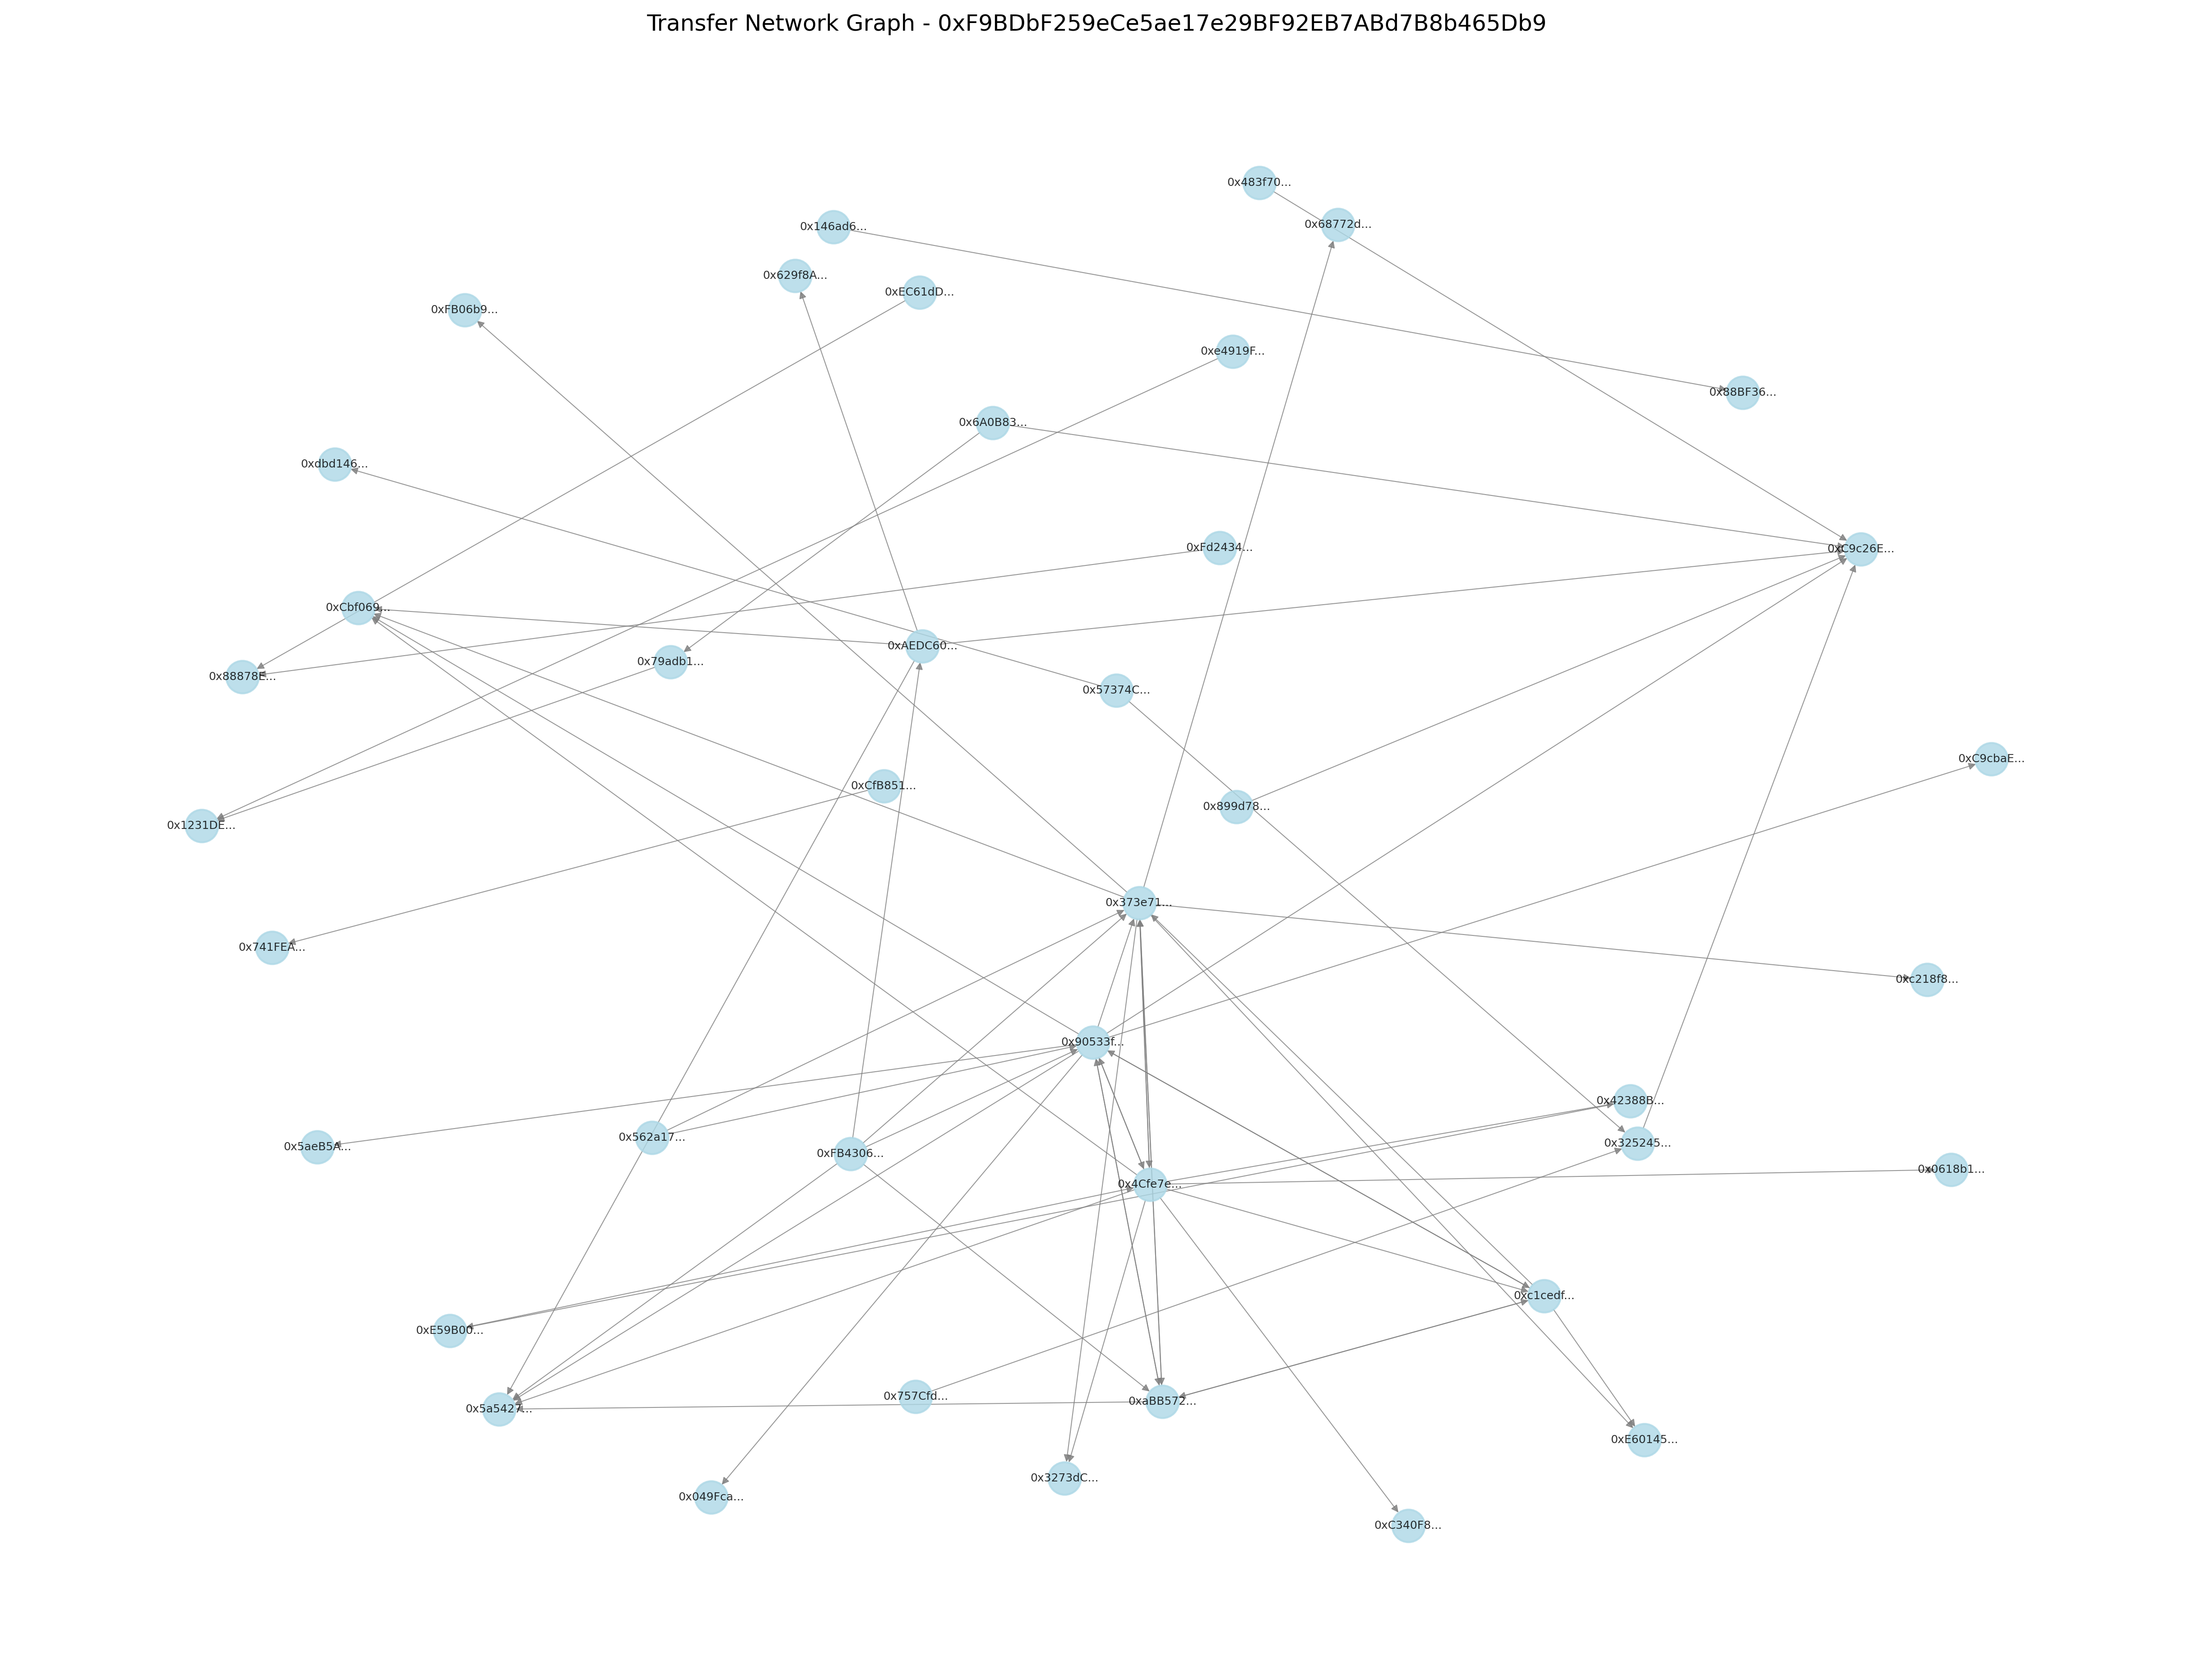 Transfer Network Graph - 0xF9BDbF259eCe5ae17e29BF92EB7ABd7B8b465Db9
0x483f70...
0x68772d...
0x146ad6...
0x629f8A...
0xEC61dD...
0xFB06b9...
0xe4919F...
0x88BF36...
0x6A0B83...
0xdbd146...
0xFd2434...
0xC9c26E...
0xCbf069...
0xAEDC60...
0x79adb1...
0x88878E...
0x57374C...
0xC9cbaE...
0xCfB851...
0x899d78...
0x1231DE...
0x373e71...
0x741FEA...
0xc218f8...
0x90533f...
0x42388B...
0x562a17...
0x325245...
0x5aeB5A...
0xFB4306...
0x0618b1...
0x4Cfe7e...
0xc1cedf...
0xE59B00...
0x757Cfd...
0xaBB572...
0x5a5427...
0xE60145...
0x3273dC...
0x049Fca...
0xC340F8...